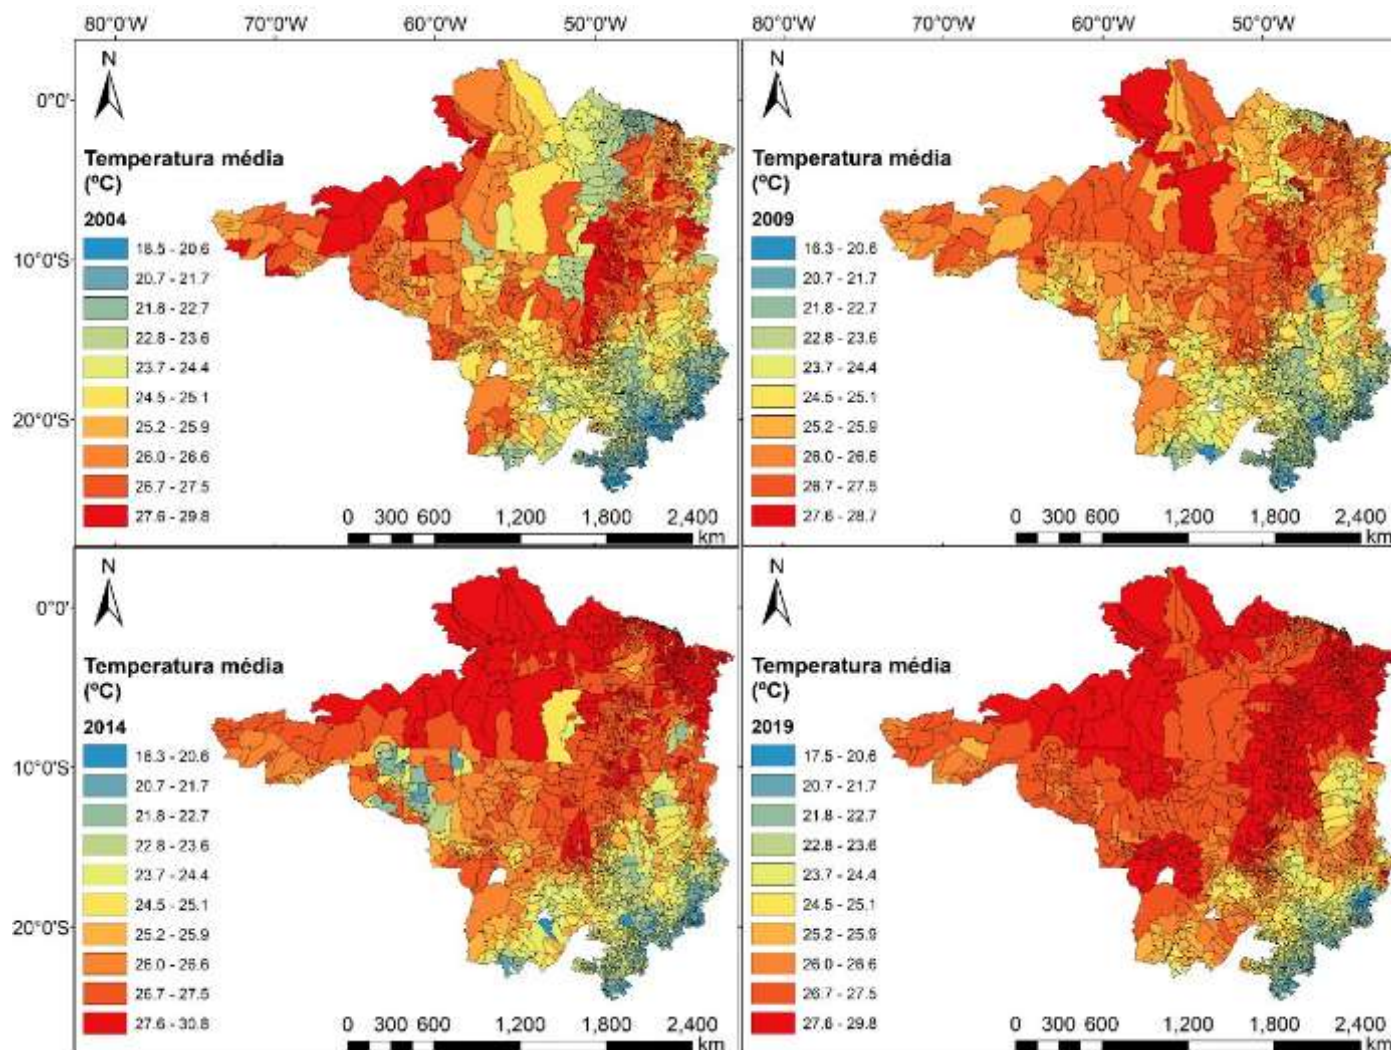 80°0'W 70°0'W 60°0'W 50°0'W
80°0'W 70°0'W 60°0'W 50°0'W
N
0°0'
10°0'S
20°0'S
Temperatura média
(ºC)
2004
18.5 - 20.6
20.7 - 21.7
21.8 - 22.7
22.8 - 23.6
23.7 - 24.4
24.5 - 25.1
25.2 - 25.9
26.0 - 26.6
26.7 - 27.5
27.6 - 29.8
0 300 600 1,200 1,800 2,400
km
N
Temperatura média
(ºC)
2009
18.3 - 20.6
20.7 - 21.7
21.8 - 22.7
22.8 - 23.6
23.7 - 24.4
24.5 - 25.1
25.2 - 25.9
26.0 - 26.6
26.7 - 27.5
27.6 - 28.7
0 300 600 1,200 1,800 2,400
km
N
0°0'
10°0'S
20°0'S
Temperatura média
(ºC)
2014
18.3 - 20.6
20.7 - 21.7
21.8 - 22.7
22.8 - 23.6
23.7 - 24.4
24.5 - 25.1
25.2 - 25.9
26.0 - 26.6
26.7 - 27.5
27.6 - 30.8
0 300 600 1,200 1,800 2,400
km
N
Temperatura média
(ºC)
2019
17.5 - 20.6
20.7 - 21.7
21.8 - 22.7
22.8 - 23.6
23.7 - 24.4
24.5 - 25.1
25.2 - 25.9
26.0 - 26.6
26.7 - 27.5
27.6 - 29.8
0 300 600 1,200 1,800 2,400
km